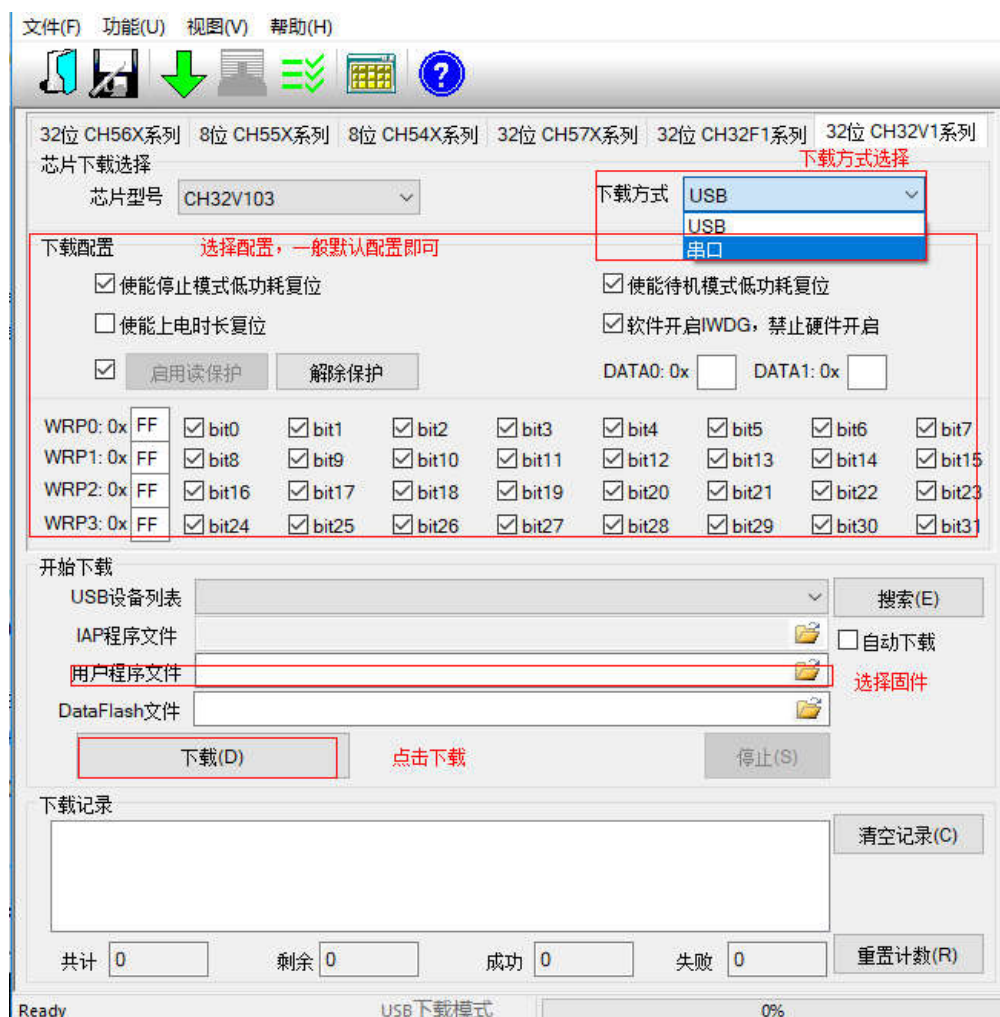 文件(F) 功能(U) 视图(V) 帮助(H)
32位 CH56X系列 8位 CH55X系列 8位 CH54X系列 32位 CH57X系列 32位 CH32F1系列 32位 CH32V1系列
芯片下载选择 下载方式选择
芯片型号 CH32V103 下载方式 USB
USB
串口
下载配置 选择配置，一般默认配置即可
使能停止模式低功耗复位 使能待机模式低功耗复位
使能上电时长复位 软件开启IWDG，禁止硬件开启
启用读保护 解除保护 DATA0: 0x DATA1: 0x
WRP0: 0x FF bit0 bit1 bit2 bit3 bit4 bit5 bit6 bit7
WRP1: 0x FF bit8 bit9 bit10 bit11 bit12 bit13 bit14 bit15
WRP2: 0x FF bit16 bit17 bit18 bit19 bit20 bit21 bit22 bit23
WRP3: 0x FF bit24 bit25 bit26 bit27 bit28 bit29 bit30 bit31
开始下载
USB设备列表 搜索(E)
IAP程序文件 自动下载
用户程序文件 选择固件
DataFlash文件
下载(D) 点击下载 停止(S)
下载记录
清空记录(C)
共计 0 剩余 0 成功 0 失败 0 重置计数(R)
Ready USB下载模式 0%